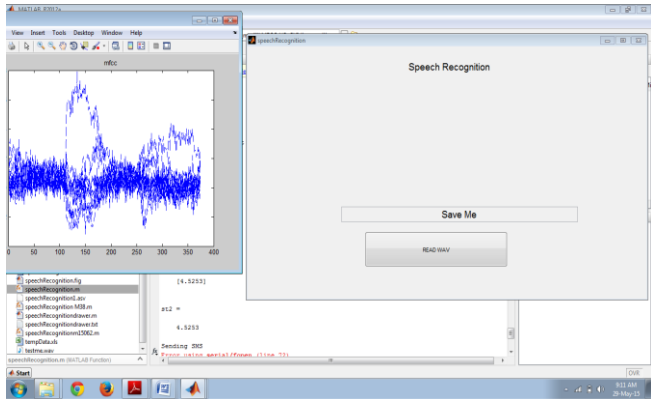 MATLAB R2012a
View Insert Tools Desktop Window Help
mfcc
0 50 100 150 200 250 300 350 400
speechRecognition
Speech Recognition
Save Me
READ WAV
speechRecognition.fig
speechRecognition.m
speechRecognition1.asv
speechRecognition M38.m
speechRecognitiondrawer.m
speechRecognitiondrawer.txt
speechRecognitionm15062.m
tempData.xls
testme.wav
speechRecognition.m (MATLAB Function)
[4.5253]
st2 =
4.5253
Sending SMS
Error using serial/fopen (line 72)
Start
OVR
9:11 AM
29-May-15